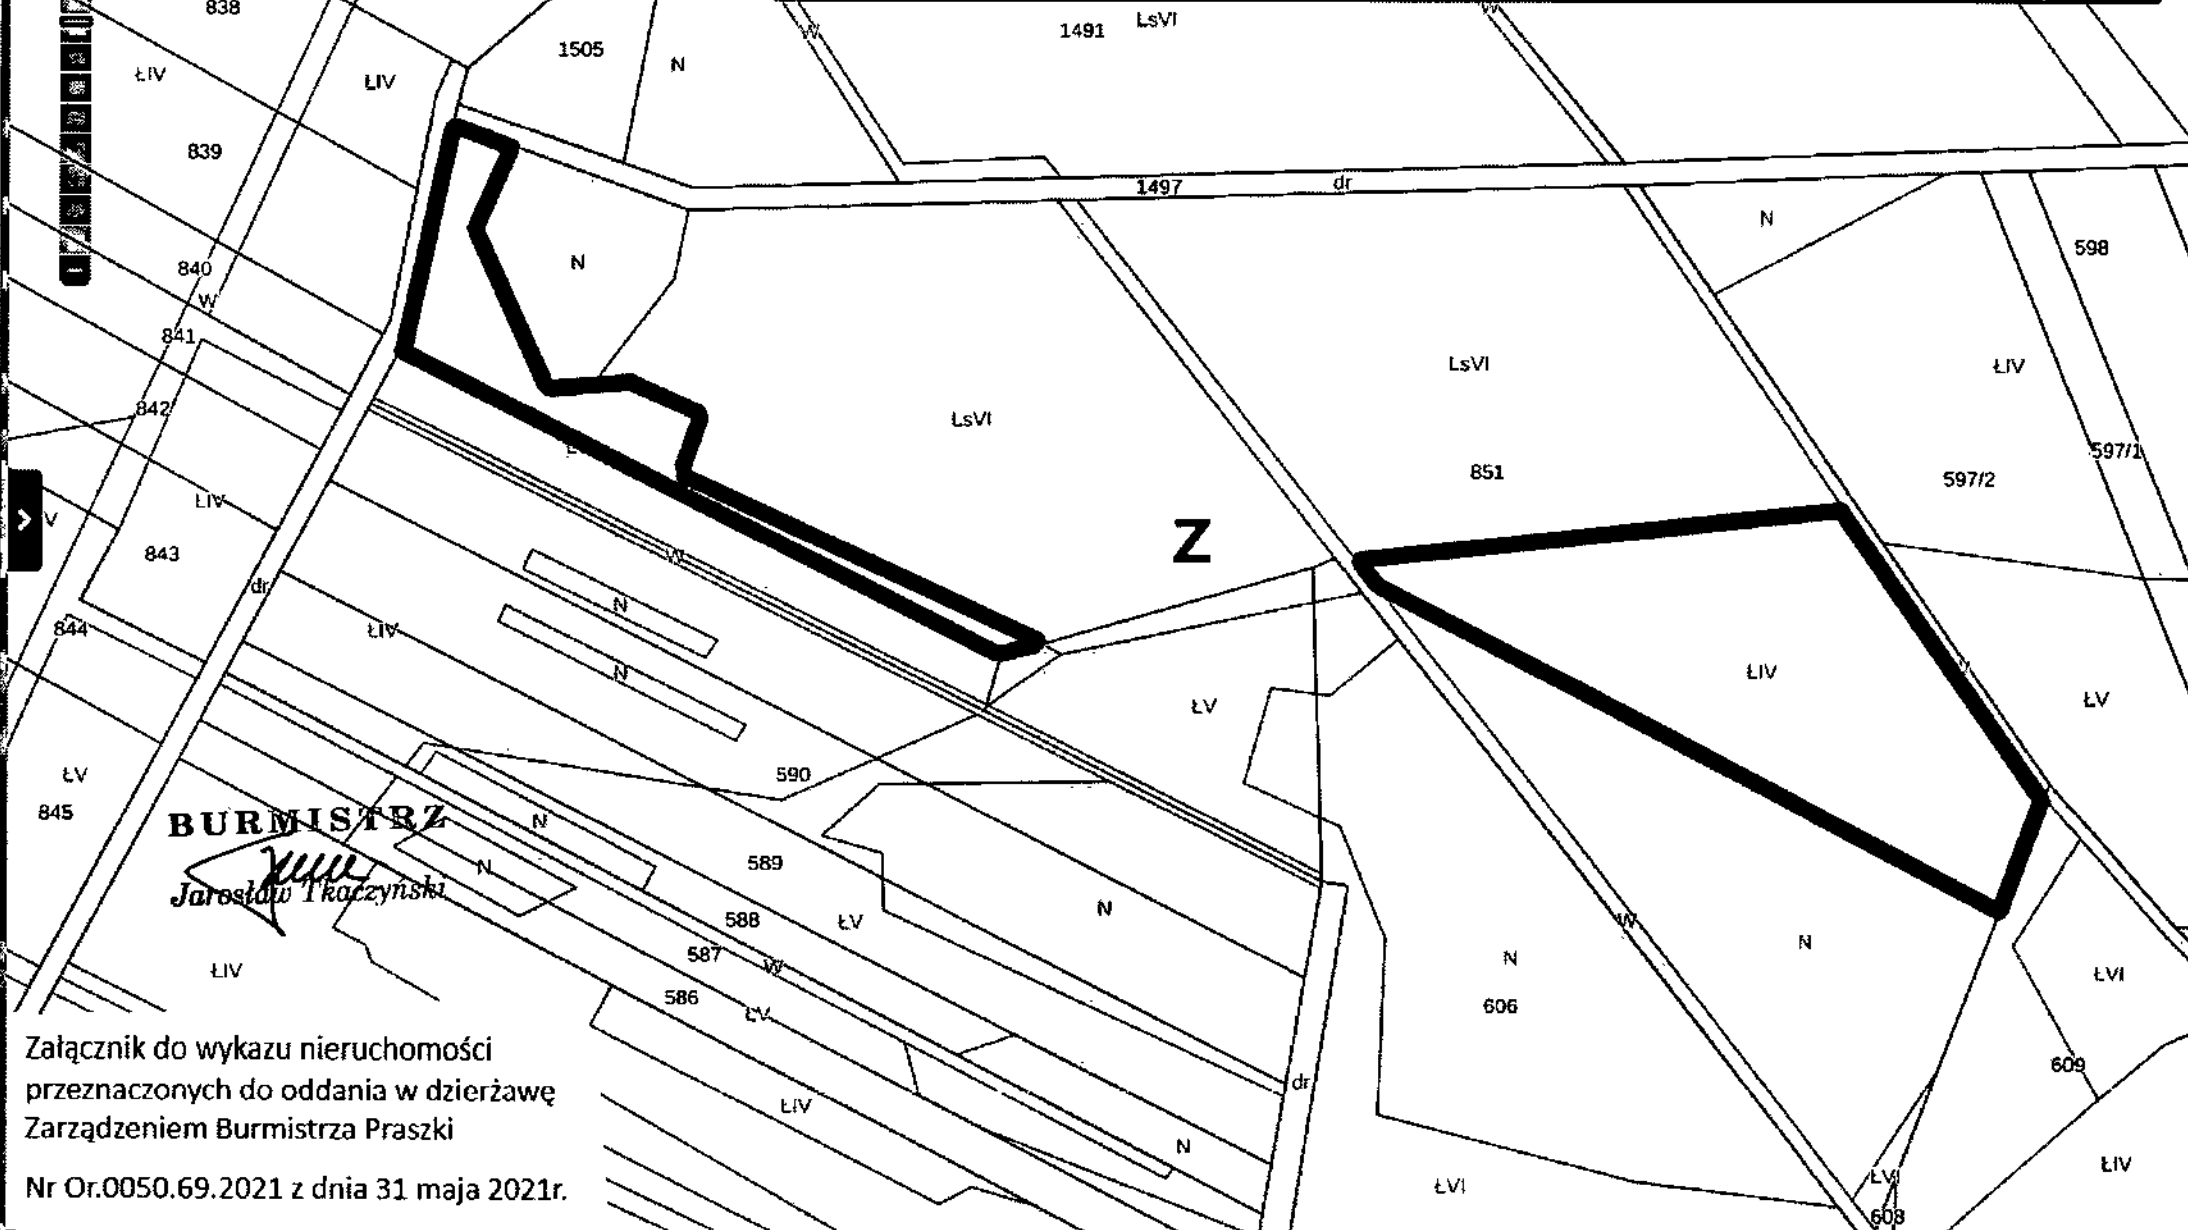 838
1505
N
1491
LsVI
W
W
ŁIV
ŁIV
839
1497
dr
N
598
840
W
N
841
ŁIV
LsVI
842
LsVI
851
597/1
597/2
ŁIV
V
843
Z
W
dr
N
844
ŁIV
N
ŁIV
ŁV
ŁV
590
ŁV
845
BURMISTRZ
N
N
Jarosław Tkaczyński
589
588
ŁV
N
587
W
W
N
N
ŁIV
586
ŁV
606
ŁVI
609
dr
ŁIV
N
ŁVI
ŁVI
608
ŁIV
Załącznik do wykazu nieruchomości
przeznaczonych do oddania w dzierżawę
Zarządzeniem Burmistrza Praszki
Nr Or.0050.69.2021 z dnia 31 maja 2021r.